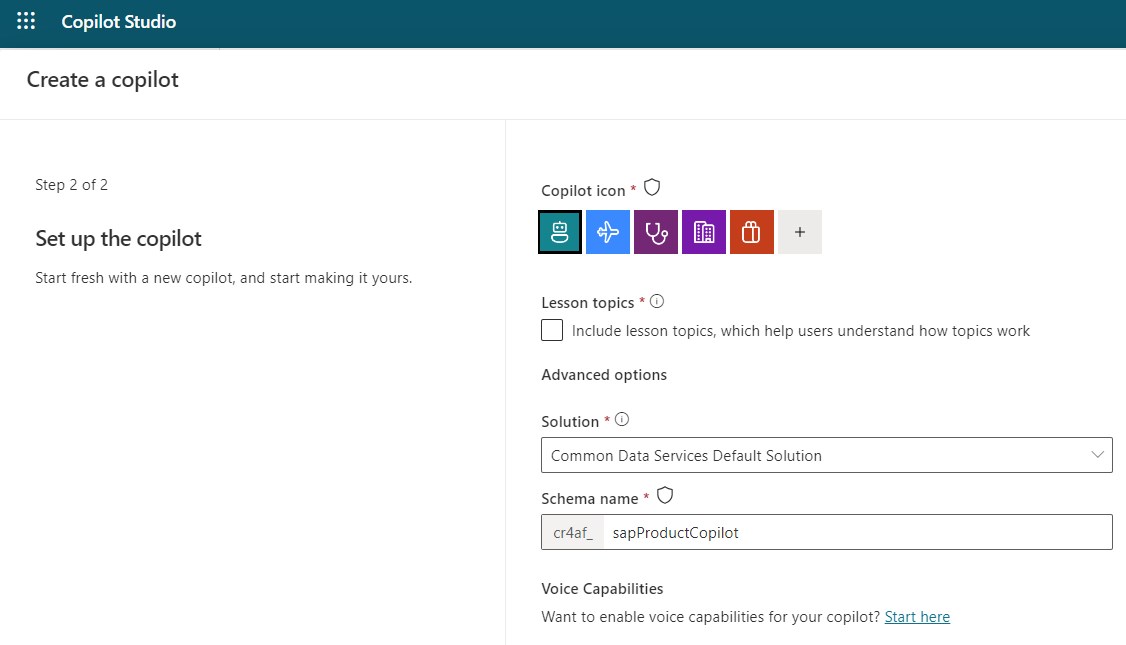 Copilot Studio
Create a copilot
Step 2 of 2
Set up the copilot
Start fresh with a new copilot, and start making it yours.
Copilot icon *
+
Lesson topics *
Include lesson topics, which help users understand how topics work
Advanced options
Solution *
Common Data Services Default Solution
Schema name *
cr4af_ sapProductCopilot
Voice Capabilities
Want to enable voice capabilities for your copilot? Start here